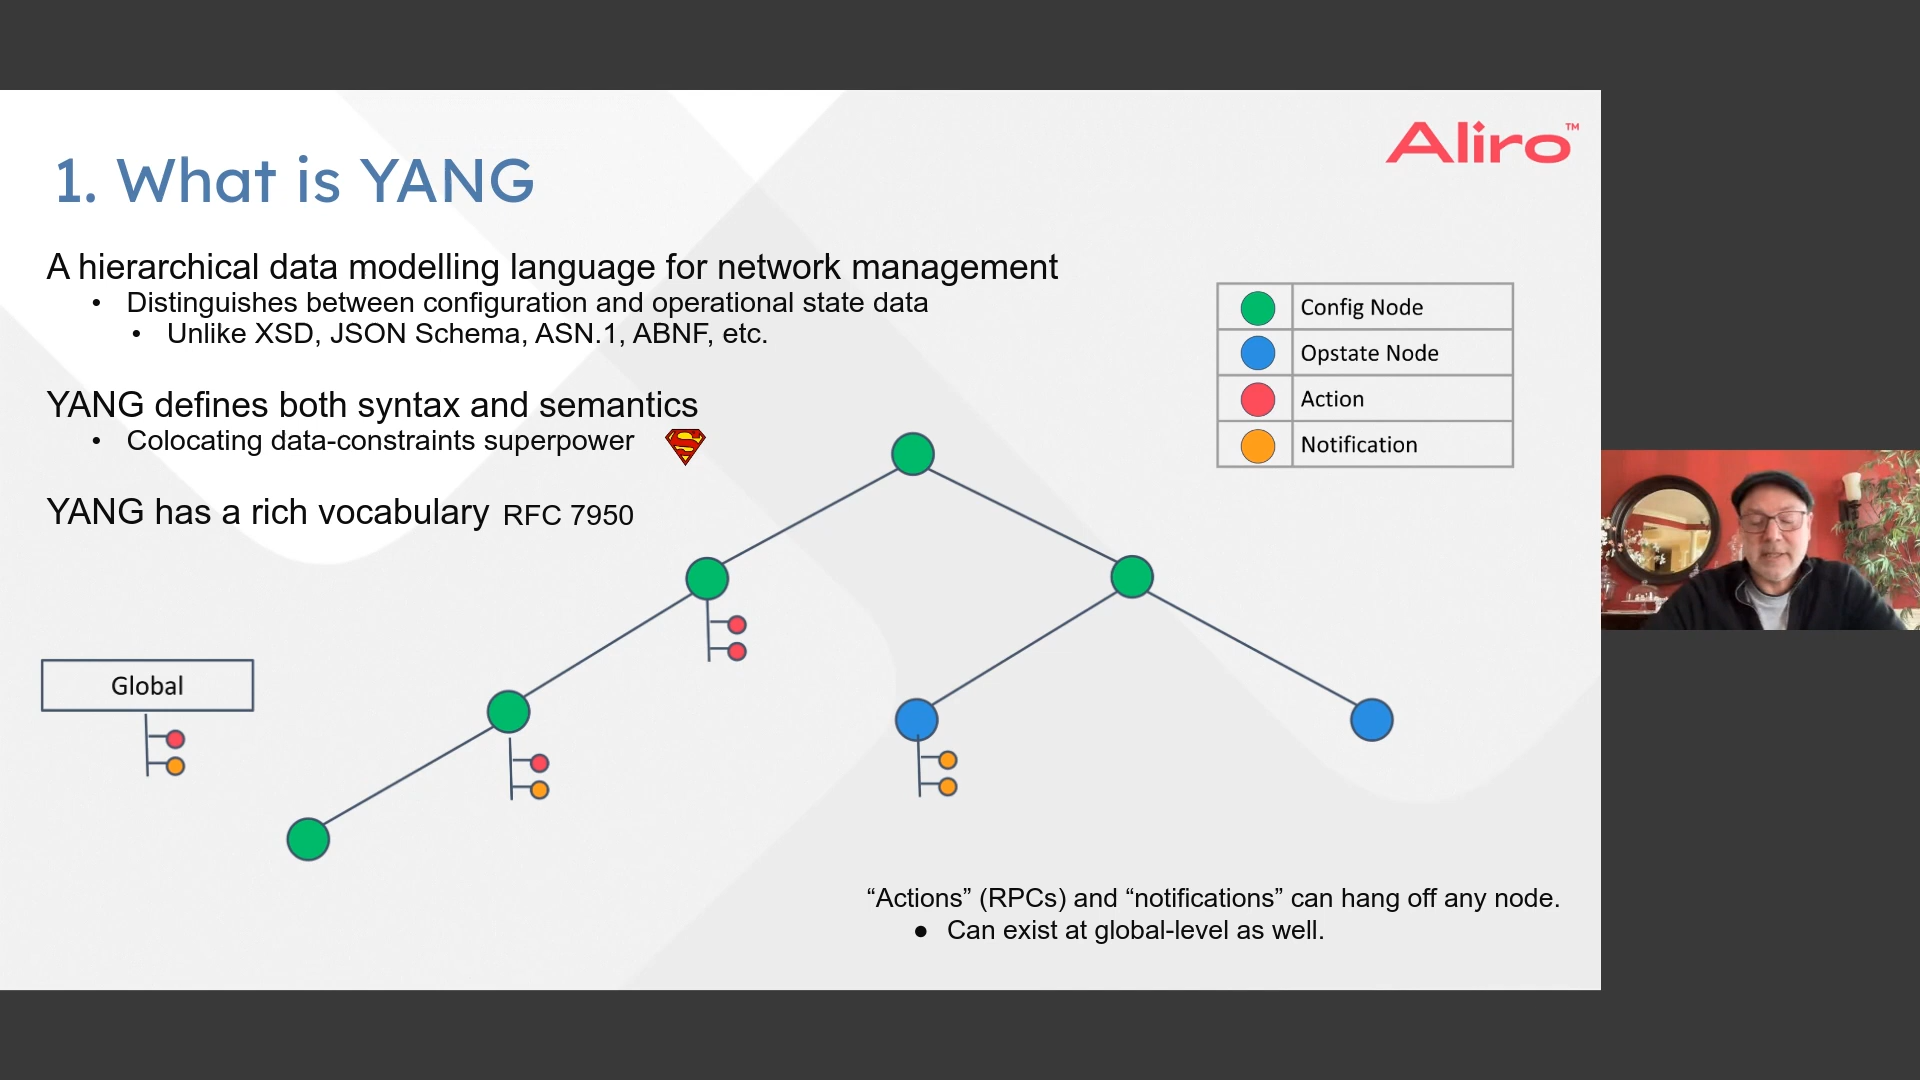 Aliro™
1. What is YANG
A hierarchical data modelling language for network management
• Distinguishes between configuration and operational state data
• Unlike XSD, JSON Schema, ASN.1, ABNF, etc.
Config Node
Opstate Node
Action
Notification
YANG defines both syntax and semantics
• Colocating data-constraints superpower
YANG has a rich vocabulary RFC 7950
Global
“Actions” (RPCs) and “notifications” can hang off any node.
● Can exist at global-level as well.